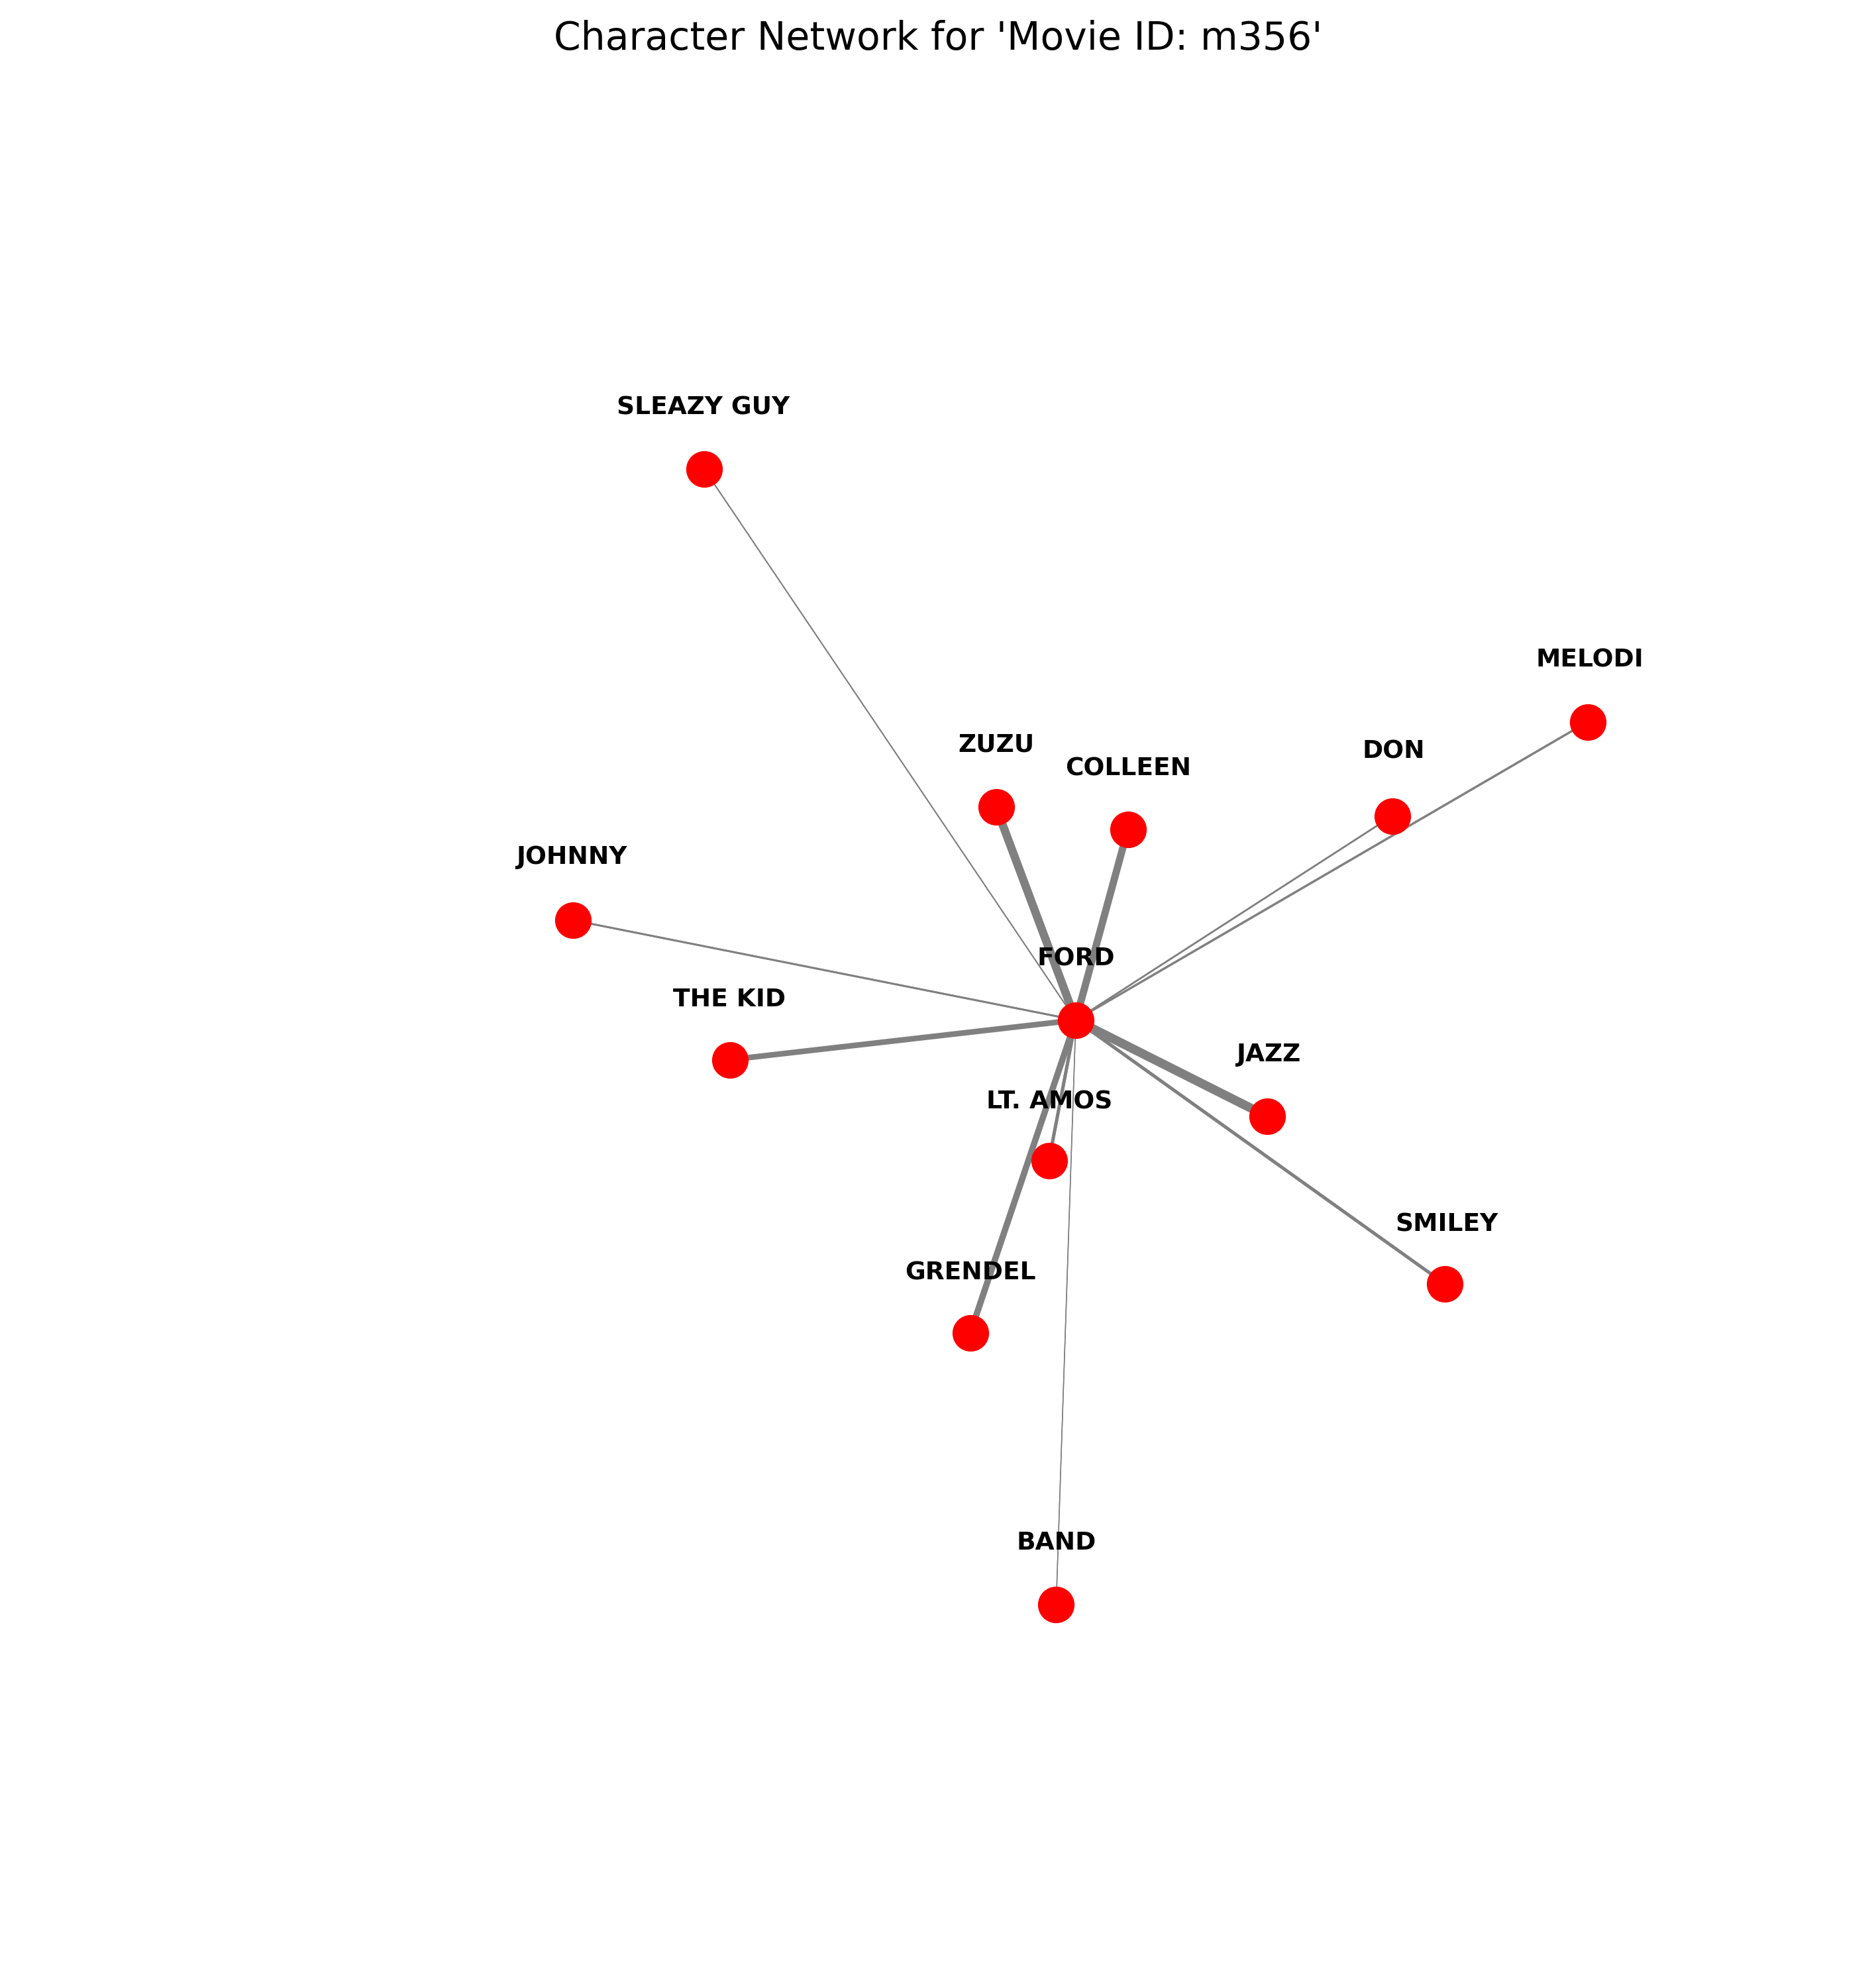 Character Network for 'Movie ID: m356'
SLEAZY GUY
MELODI
ZUZU
DON
COLLEEN
JOHNNY
FORD
THE KID
JAZZ
LT. AMOS
SMILEY
GRENDEL
BAND